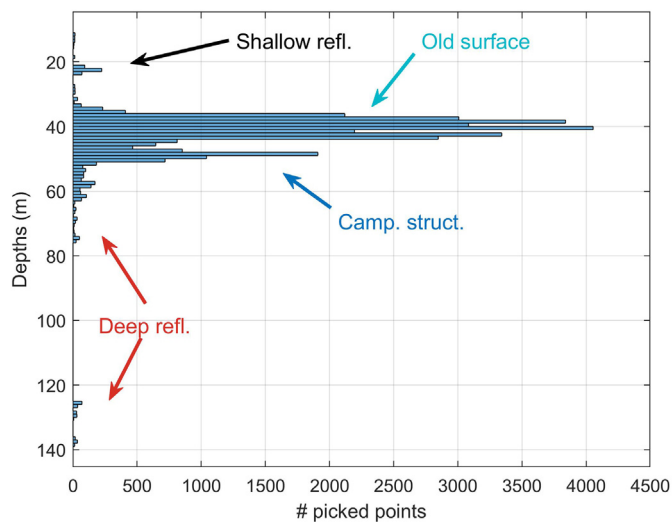 Shallow refl.
Old surface
20
40
60
80
100
120
140
Depths (m)
Camp. struct.
Deep refl.
0
500
1000
1500
2000
2500
3000
3500
4000
4500
# picked points